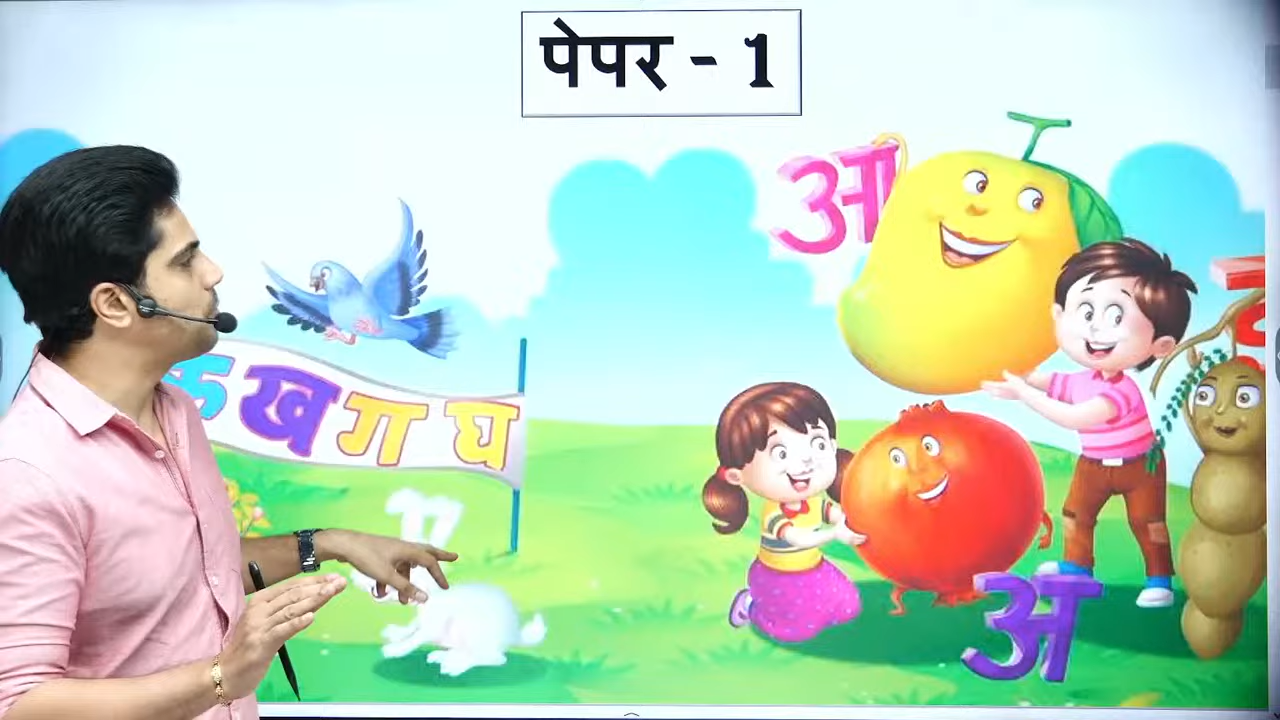 पेपर - 1
आ
क ख ग घ
अ